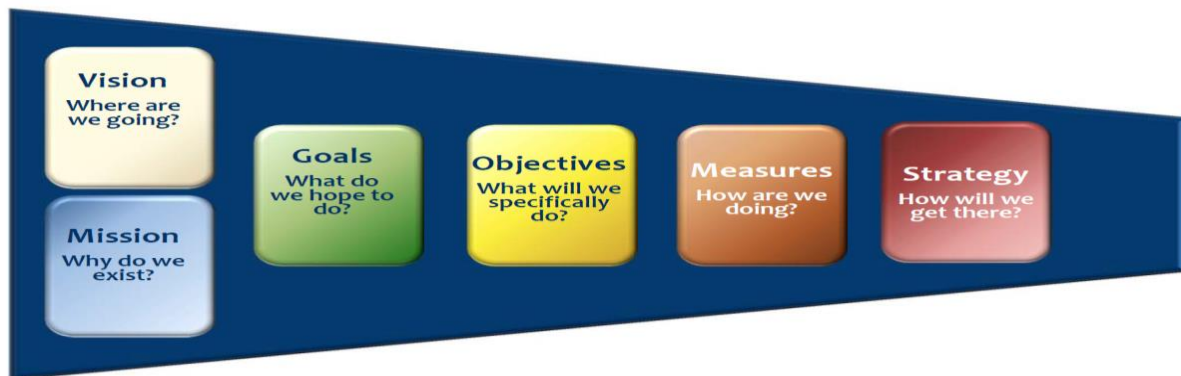 Vision
Where are
we going?
Mission
Why do we
exist?
Goals
What do
we hope to
do?
Objectives
What will we
specifically
do?
Measures
How are we
doing?
Strategy
How will we
get there?